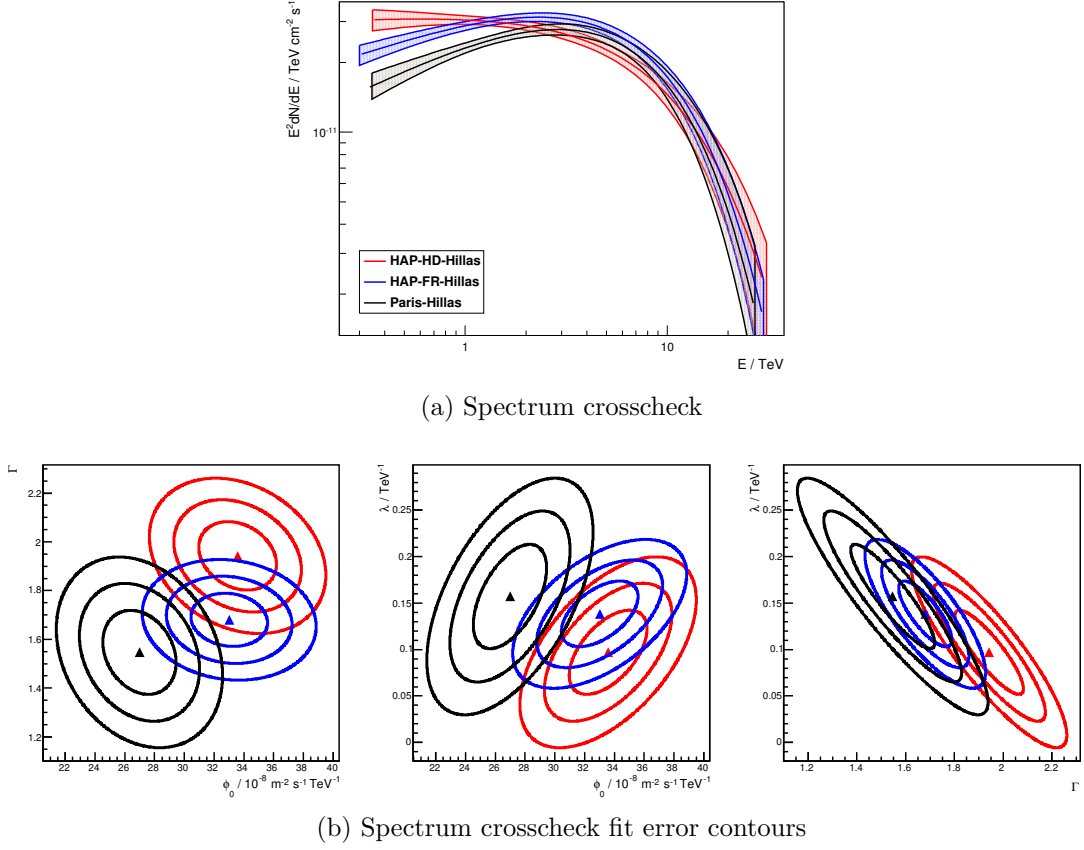 E²dN/dE / TeV cm⁻² s⁻¹
10⁻¹¹
HAP-HD-Hillas
HAP-FR-Hillas
Paris-Hillas
1 10
E / TeV
(a) Spectrum crosscheck
Γ
2.2
2
1.8
1.6
1.4
1.2
22 24 26 28 30 32 34 36 38 40
ϕ₀ / 10⁻⁸ m⁻² s⁻¹ TeV⁻¹
λ / TeV⁻¹
0.25
0.2
0.15
0.1
0.05
0
22 24 26 28 30 32 34 36 38 40
ϕ₀ / 10⁻⁸ m⁻² s⁻¹ TeV⁻¹
λ / TeV⁻¹
0.25
0.2
0.15
0.1
0.05
0
1.2 1.4 1.6 1.8 2 2.2
Γ
(b) Spectrum crosscheck fit error contours